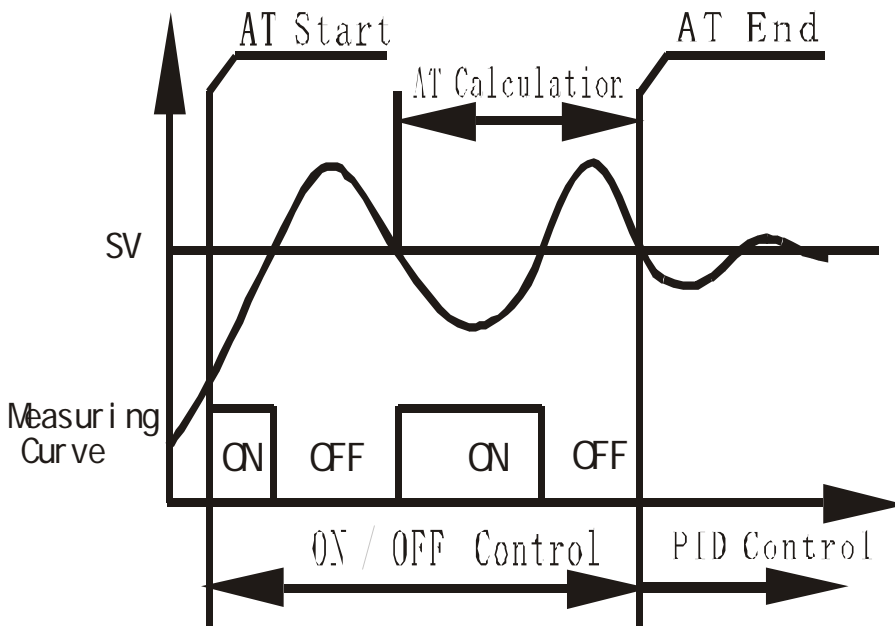 AT Start
AT End
AT Calculation
SV
Measuring
Curve
ON
OFF
ON
OFF
ON / OFF Control
PID Control